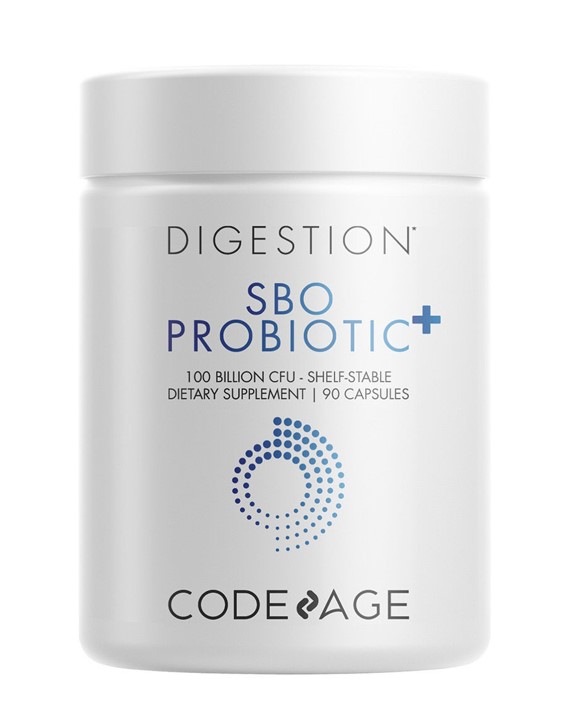 DIGESTION*
SBO
PROBIOTIC+
100 BILLION CFU - SHELF-STABLE
DIETARY SUPPLEMENT | 90 CAPSULES
CODEAGE